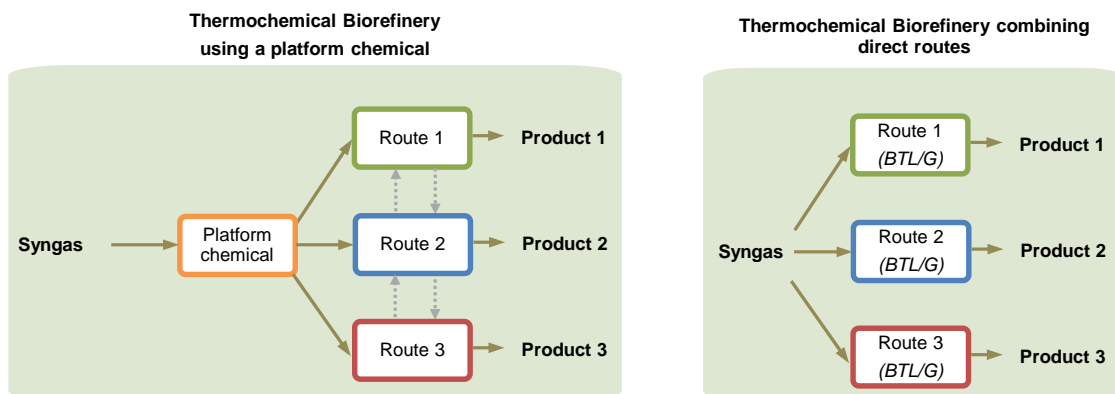 Thermochemical Biorefinery
using a platform chemical
Route 1
Product 1
Syngas
Platform
chemical
Route 2
Product 2
Route 3
Product 3
Thermochemical Biorefinery combining
direct routes
Route 1
(BTL/G)
Product 1
Syngas
Route 2
(BTL/G)
Product 2
Route 3
(BTL/G)
Product 3